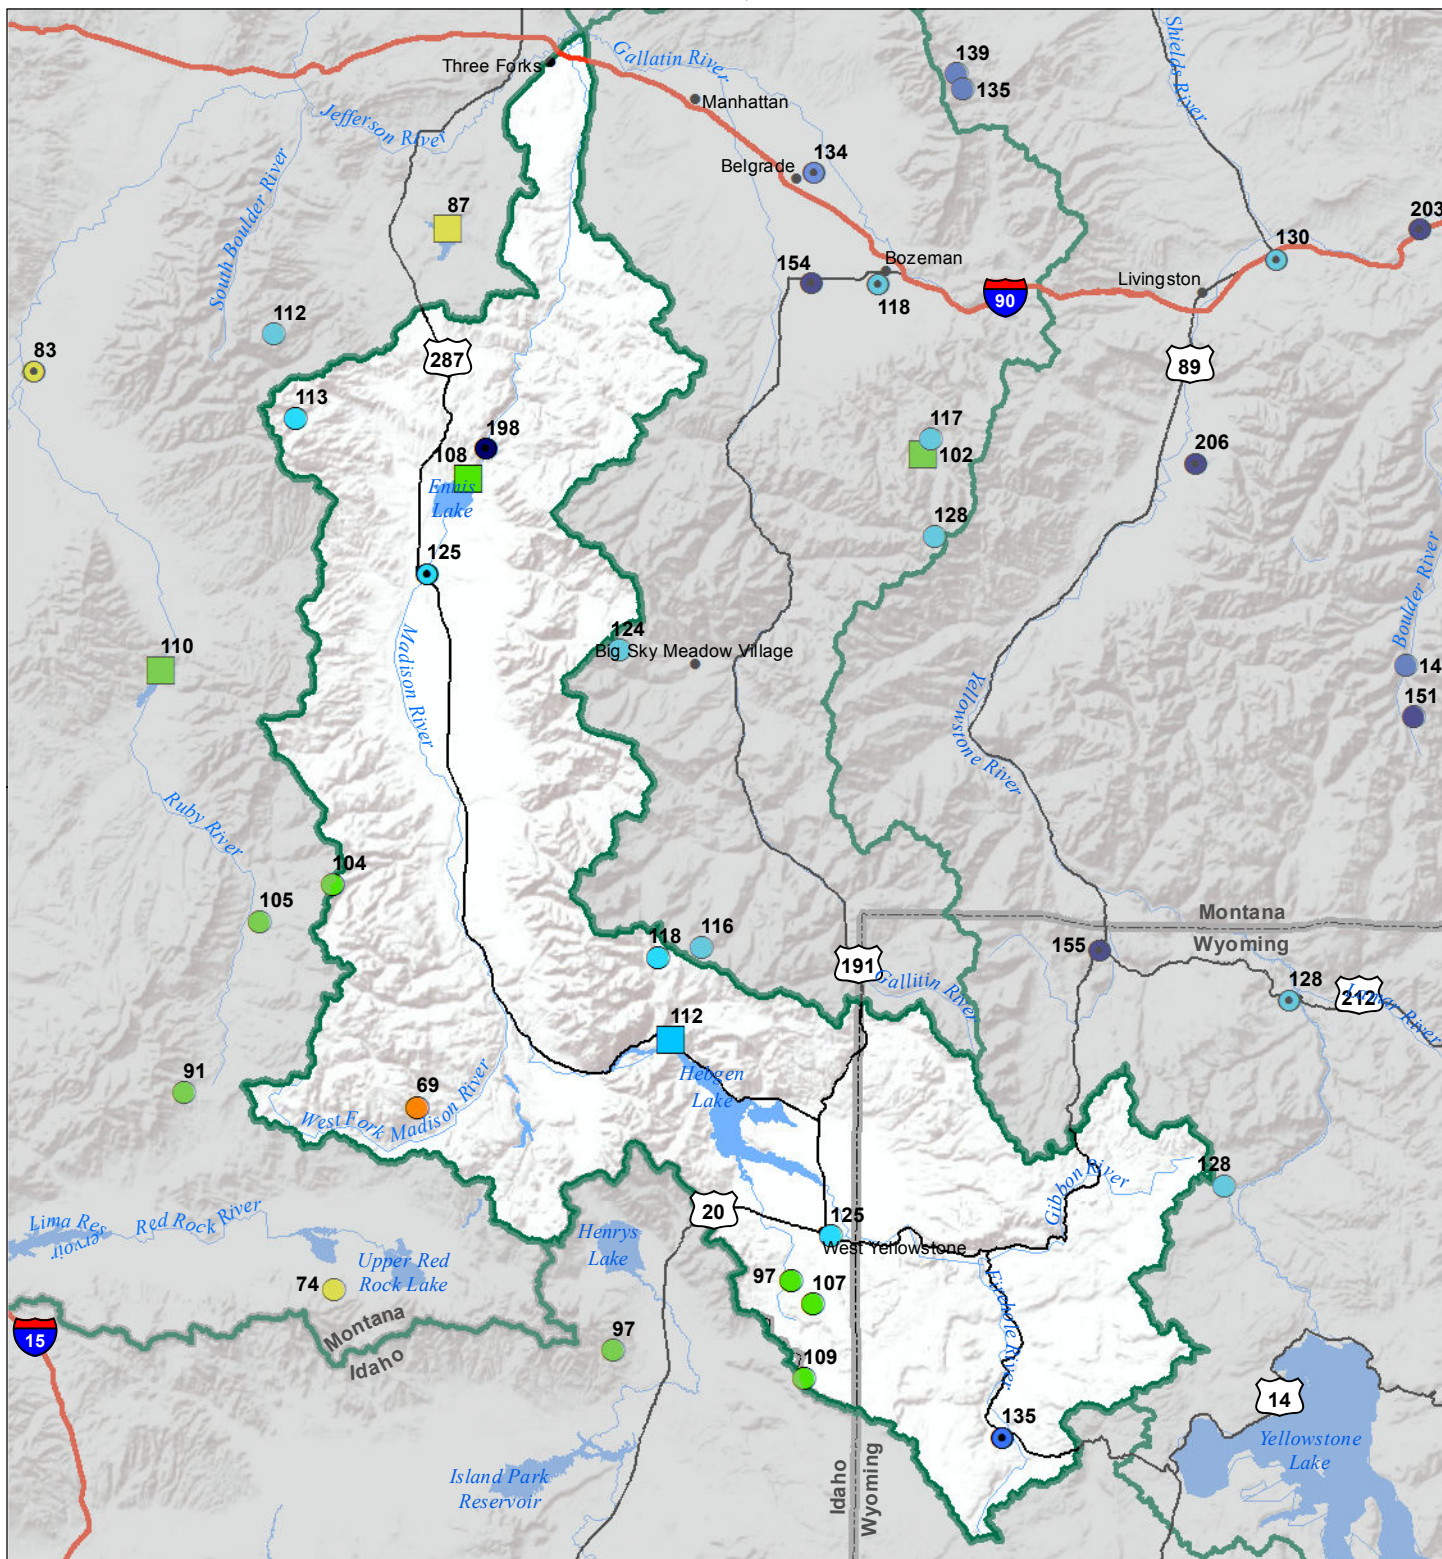 139
135
Three Forks
Gallatin River
Shields River
Manhattan
Jefferson River
134
Belgrade
South Boulder River
87
203
130
154
Bozeman
Livingston
118
90
112
83
287
89
113
198
108
117
102
206
Ennis
Lake
128
125
Boulder River
Madison River
124
Big Sky Meadow Village
110
14
151
Yellowstone River
Ruby River
104
105
Montana
Wyoming
118
116
155
191
Gallitin River
128
212
Lamar River
112
91
69
Hebgen
Lake
West Fork Madison River
Gibbon River
128
20
125
West Yellowstone
Lima Res
ervoir
Red Rock River
Henrys
Lake
Upper Red
Rock Lake
74
97
107
Firehole River
Montana
Idaho
15
97
109
14
135
Yellowstone
Lake
Island Park
Reservoir
Idaho
Wyoming